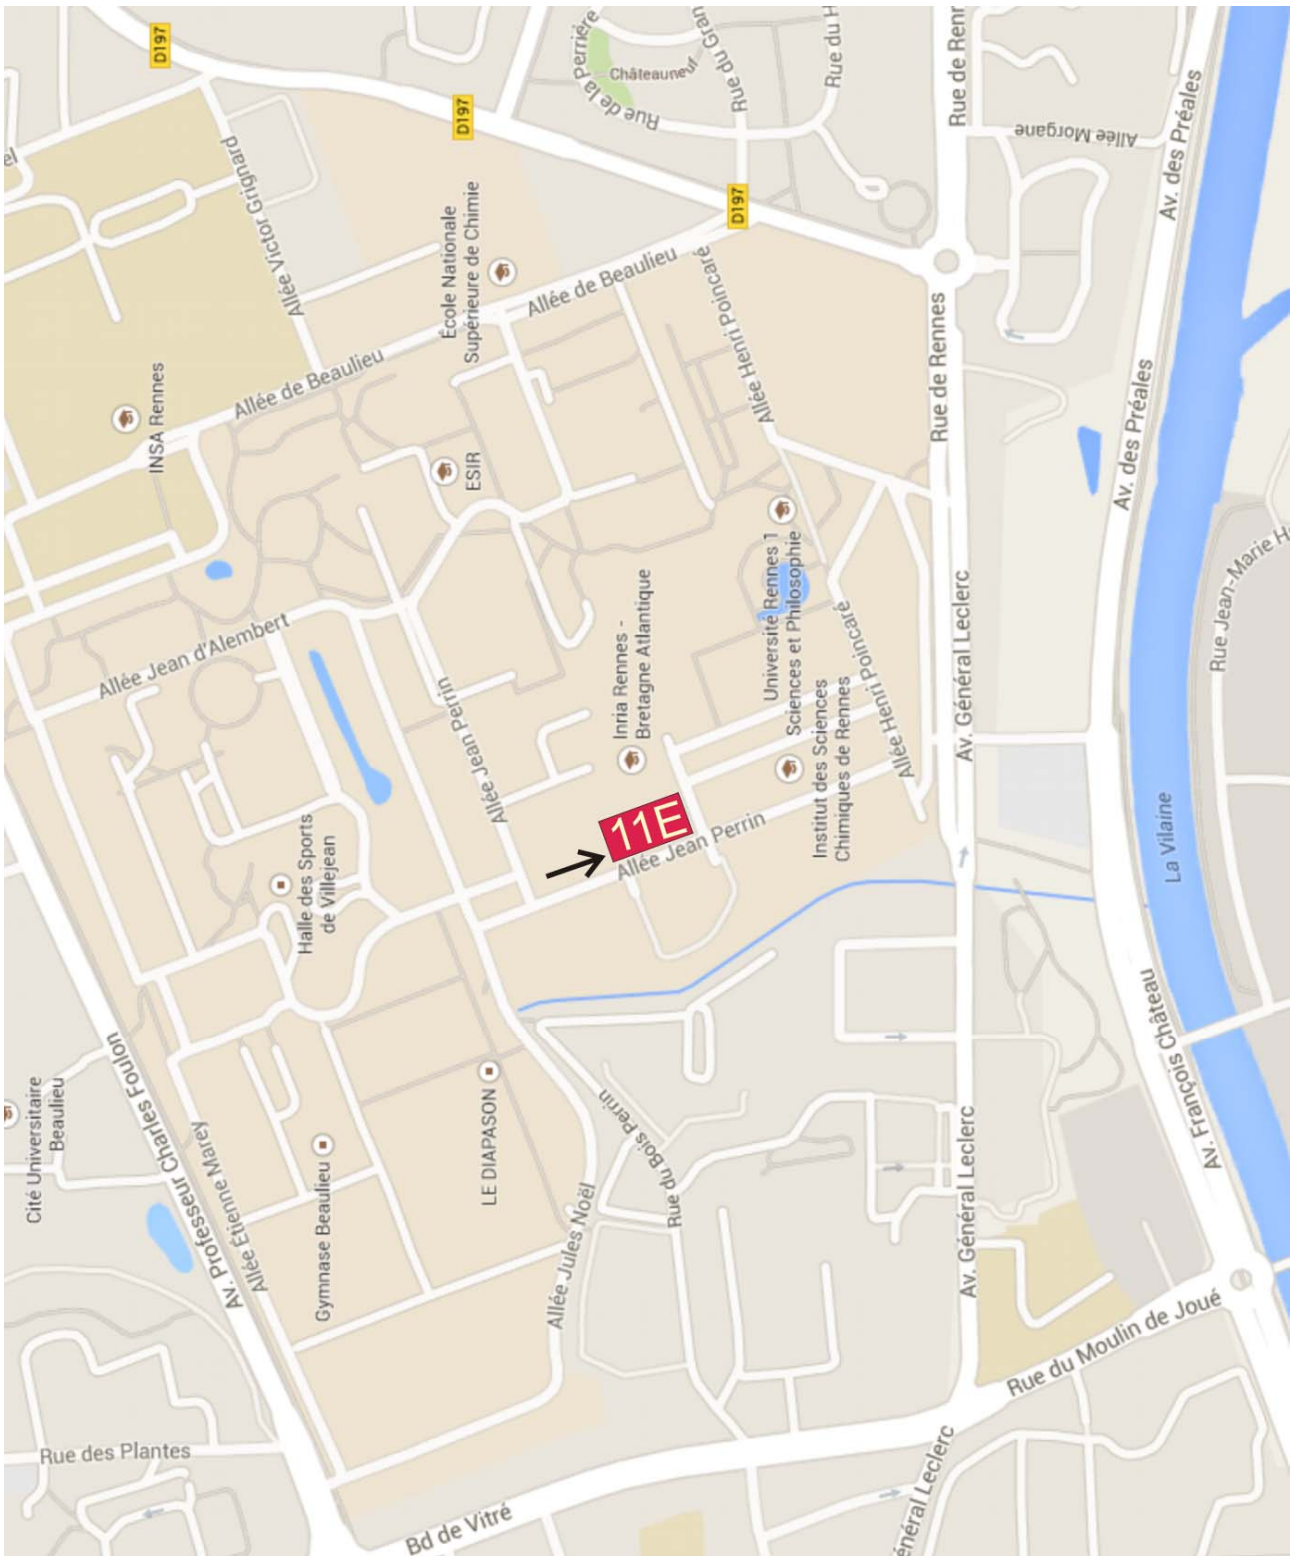 D197
D197
D197
Rue de la Perrière
Châteauneuf
Rue du Gran
Rue du H
Rue de Renn
Allée Morgane
Av. des Préales
el
Allée Victor Grignard
École Nationale
Supérieure de Chimie
Allée de Beaulieu
Allée Henri Poincaré
Rue de Rennes
Av. des Préales
INSA Rennes
Allée de Beaulieu
ESIR
Université Rennes 1
Sciences et Philosophie
Inria Rennes -
Bretagne Atlantique
Allée Jean d'Alembert
Allée Jean Perrin
Allée Henri Poincaré
Av. Général Leclerc
Rue Jean-Marie H
Institut des Sciences
Chimiques de Rennes
11E
Allée Jean Perrin
La Vilaine
Halle des Sports
de Villejean
Av. Professeur Charles Foulon
Cité Universitaire
Beaulieu
Allée Étienne Marey
Gymnase Beaulieu
LE DIAPASON
Rue du Bois Perrin
Allée Jules Noël
Av. Général Leclerc
Av. François Château
Rue du Moulin de Joué
Rue des Plantes
Bd de Vitré
énéral Leclerc